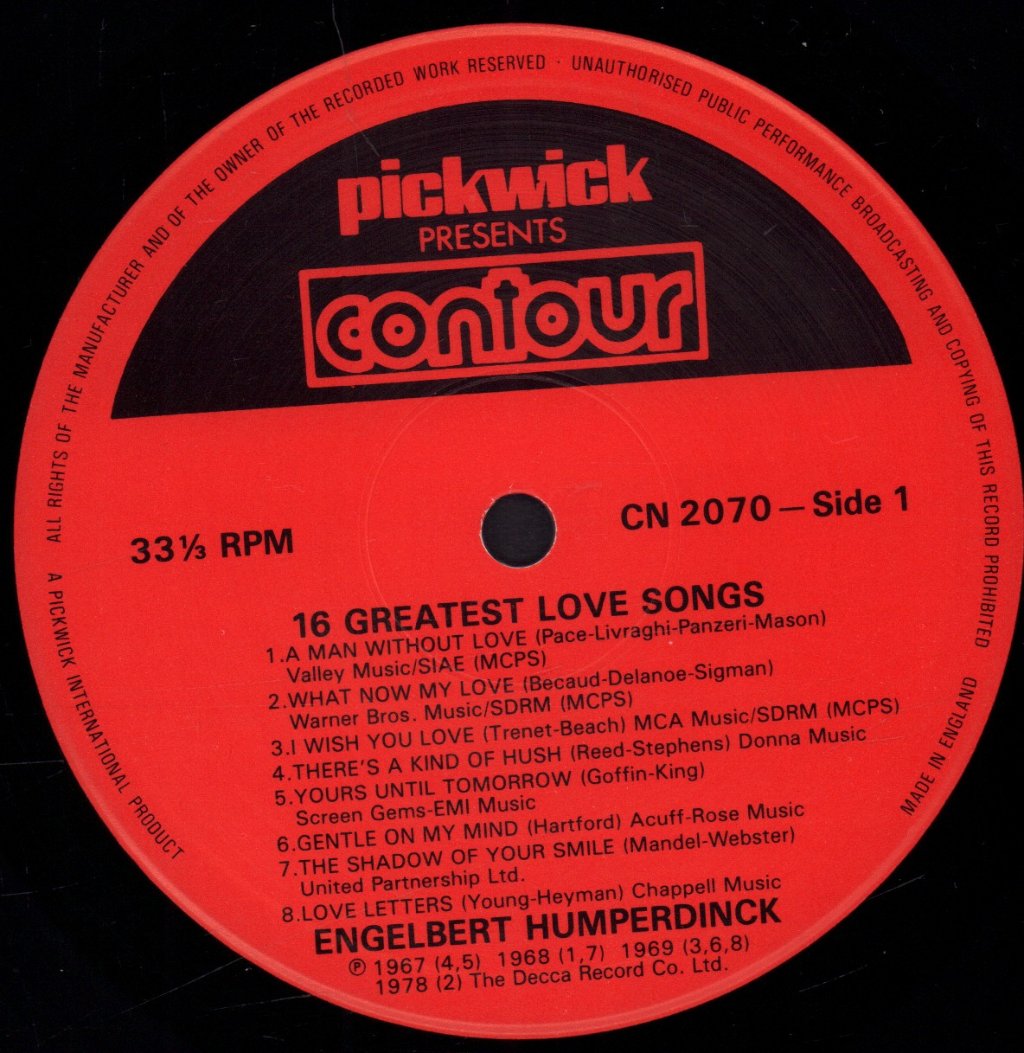 ALL RIGHTS OF THE MANUFACTURER AND OF THE OWNER OF THE RECORDED WORK RESERVED · UNAUTHORISED PUBLIC PERFORMANCE BROADCASTING AND COPYING OF THIS RECORD PROHIBITED
pickwick
PRESENTS
contour
33⅓ RPM
CN 2070 – Side 1
16 GREATEST LOVE SONGS
1.A MAN WITHOUT LOVE (Pace-Livraghi-Panzeri-Mason)
Valley Music/SIAE (MCPS)
2.WHAT NOW MY LOVE (Becaud-Delanoe-Sigman)
Warner Bros. Music/SDRM (MCPS)
3.I WISH YOU LOVE (Trenet-Beach) MCA Music/SDRM (MCPS)
4.THERE'S A KIND OF HUSH (Reed-Stephens) Donna Music
5.YOURS UNTIL TOMORROW (Goffin-King)
Screen Gems-EMI Music
6.GENTLE ON MY MIND (Hartford) Acuff-Rose Music
7.THE SHADOW OF YOUR SMILE (Mandel-Webster)
United Partnership Ltd.
8.LOVE LETTERS (Young-Heyman) Chappell Music
ENGELBERT HUMPERDINCK
℗ 1967 (4,5) 1968 (1,7) 1969 (3,6,8)
1978 (2) The Decca Record Co. Ltd.
A PICKWICK INTERNATIONAL PRODUCT
MADE IN ENGLAND